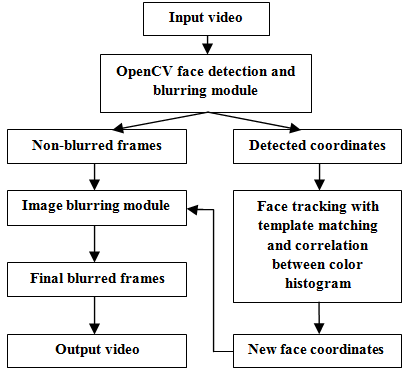 Input video
OpenCV face detection and
blurring module
Non-blurred frames
Detected coordinates
Image blurring module
Face tracking with
template matching
and correlation
between color
histogram
Final blurred frames
Output video
New face coordinates